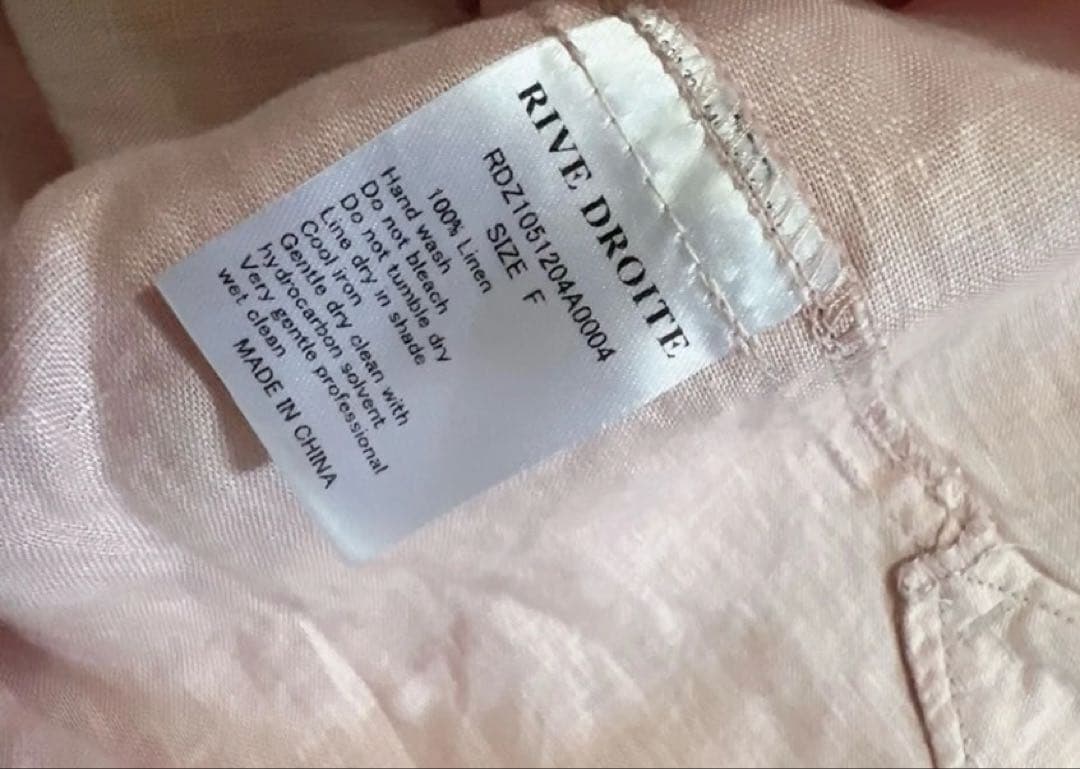 RIVE DROITE
RDZ1051204A0004
SIZE F
100% Linen
Hand wash
Do not bleach
Do not tumble dry
Line dry in shade
Cool iron
Gentle dry clean with
hydrocarbon solvent
Very gentle professional
wet clean
MADE IN CHINA